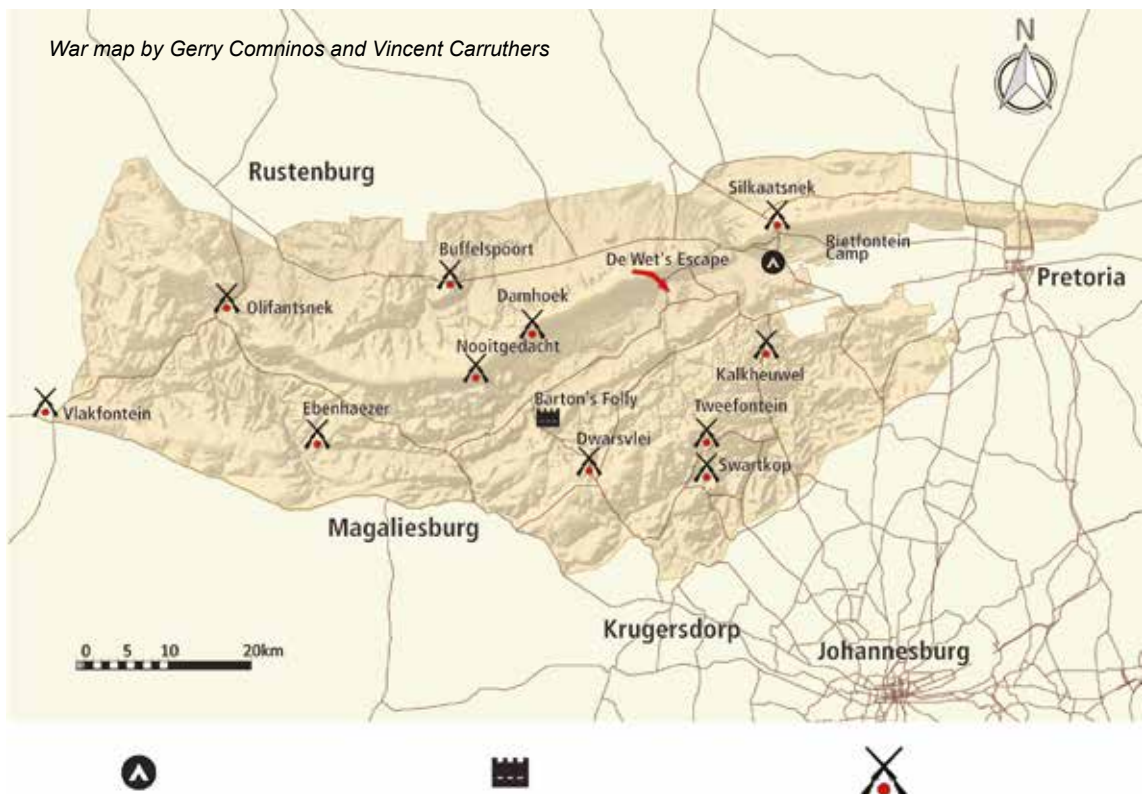 War map by Gerry Comninos and Vincent Carruthers
N
Rustenburg
Silkaatsnek
Buffelspoort
De Wet's Escape
Rietfontein
Camp
Pretoria
Olifantsnek
Damhoek
Nooitgedacht
Kalkheuwel
Vlakfontein
Ebenhaezer
Barton's Folly
Tweefontein
Dwarsvlei
Swartkop
Magaliesburg
Krugersdorp
Johannesburg
0 5 10 20km